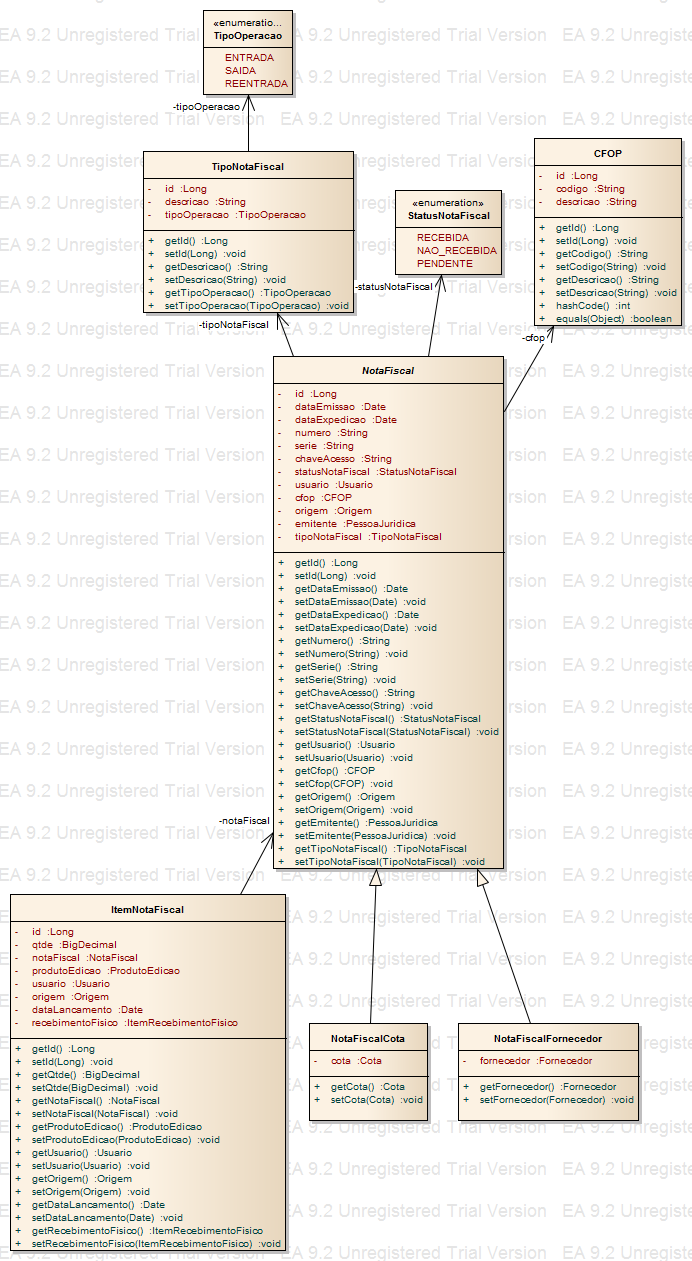 «enumeratio...
TipoOperacao
ENTRADA
SAIDA
REENTRADA
-tipoOperacao
TipoNotaFiscal
- id :Long
- descricao :String
- tipoOperacao :TipoOperacao
+ getId() :Long
+ setId(Long) :void
+ getDescricao() :String
+ setDescricao(String) :void
+ getTipoOperacao() :TipoOperacao
+ setTipoOperacao(TipoOperacao) :void
-tipoNotaFiscal
«enumeration»
StatusNotaFiscal
RECEBIDA
NAO_RECEBIDA
PENDENTE
-statusNotaFiscal
CFOP
- id :Long
- codigo :String
- descricao :String
+ getId() :Long
+ setId(Long) :void
+ getCodigo() :String
+ setCodigo(String) :void
+ getDescricao() :String
+ setDescricao(String) :void
+ hashCode() :int
+ equals(Object) :boolean
-cfop
NotaFiscal
- id :Long
- dataEmissao :Date
- dataExpedicao :Date
- numero :String
- serie :String
- chaveAcesso :String
- statusNotaFiscal :StatusNotaFiscal
- usuario :Usuario
- cfop :CFOP
- origem :Origem
- emitente :PessoaJuridica
- tipoNotaFiscal :TipoNotaFiscal
+ getId() :Long
+ setId(Long) :void
+ getDataEmissao() :Date
+ setDataEmissao(Date) :void
+ getDataExpedicao() :Date
+ setDataExpedicao(Date) :void
+ getNumero() :String
+ setNumero(String) :void
+ getSerie() :String
+ setSerie(String) :void
+ getChaveAcesso() :String
+ setChaveAcesso(String) :void
+ getStatusNotaFiscal() :StatusNotaFiscal
+ setStatusNotaFiscal(StatusNotaFiscal) :void
+ getUsuario() :Usuario
+ setUsuario(Usuario) :void
+ getCfop() :CFOP
+ setCfop(CFOP) :void
+ getOrigem() :Origem
+ setOrigem(Origem) :void
+ getEmitente() :PessoaJuridica
+ setEmitente(PessoaJuridica) :void
+ getTipoNotaFiscal() :TipoNotaFiscal
+ setTipoNotaFiscal(TipoNotaFiscal) :void
-notaFiscal
ItemNotaFiscal
- id :Long
- qtde :BigDecimal
- notaFiscal :NotaFiscal
- produtoEdicao :ProdutoEdicao
- usuario :Usuario
- origem :Origem
- dataLancamento :Date
- recebimentoFisico :ItemRecebimentoFisico
+ getId() :Long
+ setId(Long) :void
+ getQtde() :BigDecimal
+ setQtde(BigDecimal) :void
+ getNotaFiscal() :NotaFiscal
+ setNotaFiscal(NotaFiscal) :void
+ getProdutoEdicao() :ProdutoEdicao
+ setProdutoEdicao(ProdutoEdicao) :void
+ getUsuario() :Usuario
+ setUsuario(Usuario) :void
+ getOrigem() :Origem
+ setOrigem(Origem) :void
+ getDataLancamento() :Date
+ setDataLancamento(Date) :void
+ getRecebimentoFisico() :ItemRecebimentoFisico
+ setRecebimentoFisico(ItemRecebimentoFisico) :void
NotaFiscalCota
- cota :Cota
+ getCota() :Cota
+ setCota(Cota) :void
NotaFiscalFornecedor
- fornecedor :Fornecedor
+ getFornecedor() :Fornecedor
+ setFornecedor(Fornecedor) :void
EA 9.2 Unregistered Trial Version